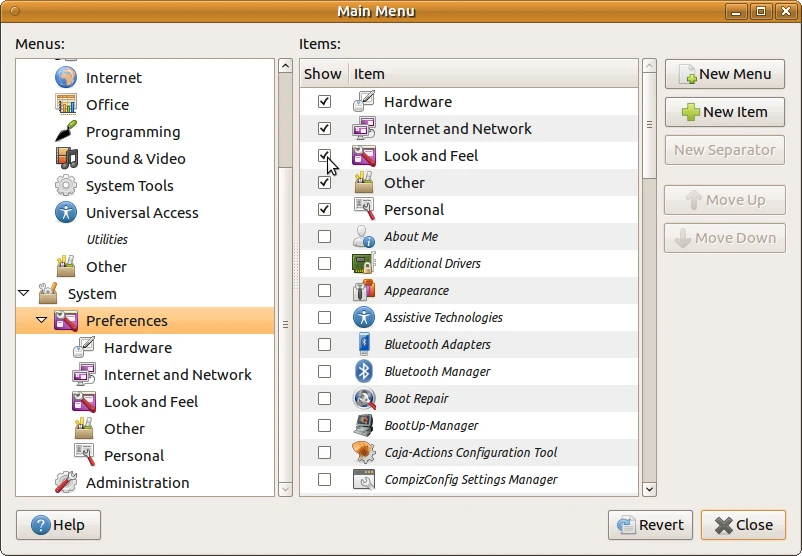 Main Menu
Menus:
Internet
Office
Programming
Sound & Video
System Tools
Universal Access
Utilities
Other
System
Preferences
Hardware
Internet and Network
Look and Feel
Other
Personal
Administration
Items:
Show Item
Hardware
Internet and Network
Look and Feel
Other
Personal
About Me
Additional Drivers
Appearance
Assistive Technologies
Bluetooth Adapters
Bluetooth Manager
Boot Repair
BootUp-Manager
Caja-Actions Configuration Tool
CompizConfig Settings Manager
New Menu
New Item
New Separator
Move Up
Move Down
Help
Revert
Close